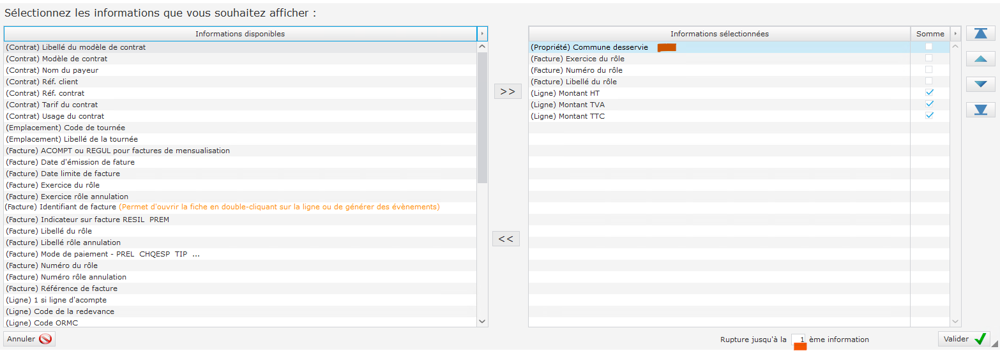 Sélectionnez les informations que vous souhaitez afficher :
Informations disponibles
(Contrat) Libellé du modèle de contrat
(Contrat) Modèle de contrat
(Contrat) Nom du payeur
(Contrat) Réf. client
(Contrat) Réf. contrat
(Contrat) Tarif du contrat
(Contrat) Usage du contrat
(Emplacement) Code de tournée
(Emplacement) Libellé de la tournée
(Facture) ACOMPT ou REGUL pour factures de mensualisation
(Facture) Date d'émission de fature
(Facture) Date limite de facture
(Facture) Exercice du rôle
(Facture) Exercice rôle annulation
(Facture) Identifiant de facture (Permet d'ouvrir la fiche en double-cliquant sur la ligne ou de générer des évènements)
(Facture) Indicateur sur facture RESIL PREM
(Facture) Libellé du rôle
(Facture) Libellé rôle annulation
(Facture) Mode de paiement - PREL CHQESP TIP ...
(Facture) Numéro du rôle
(Facture) Numéro rôle annulation
(Facture) Référence de facture
(Ligne) 1 si ligne d'acompte
(Ligne) Code de la redevance
(Ligne) Code ORMC
>>
<<
Informations sélectionnées Somme
(Propriété) Commune desservie
(Facture) Exercice du rôle
(Facture) Numéro du rôle
(Facture) Libellé du rôle
(Ligne) Montant HT
(Ligne) Montant TVA
(Ligne) Montant TTC
Annuler
Rupture jusqu'à la 1 ème information
Valider